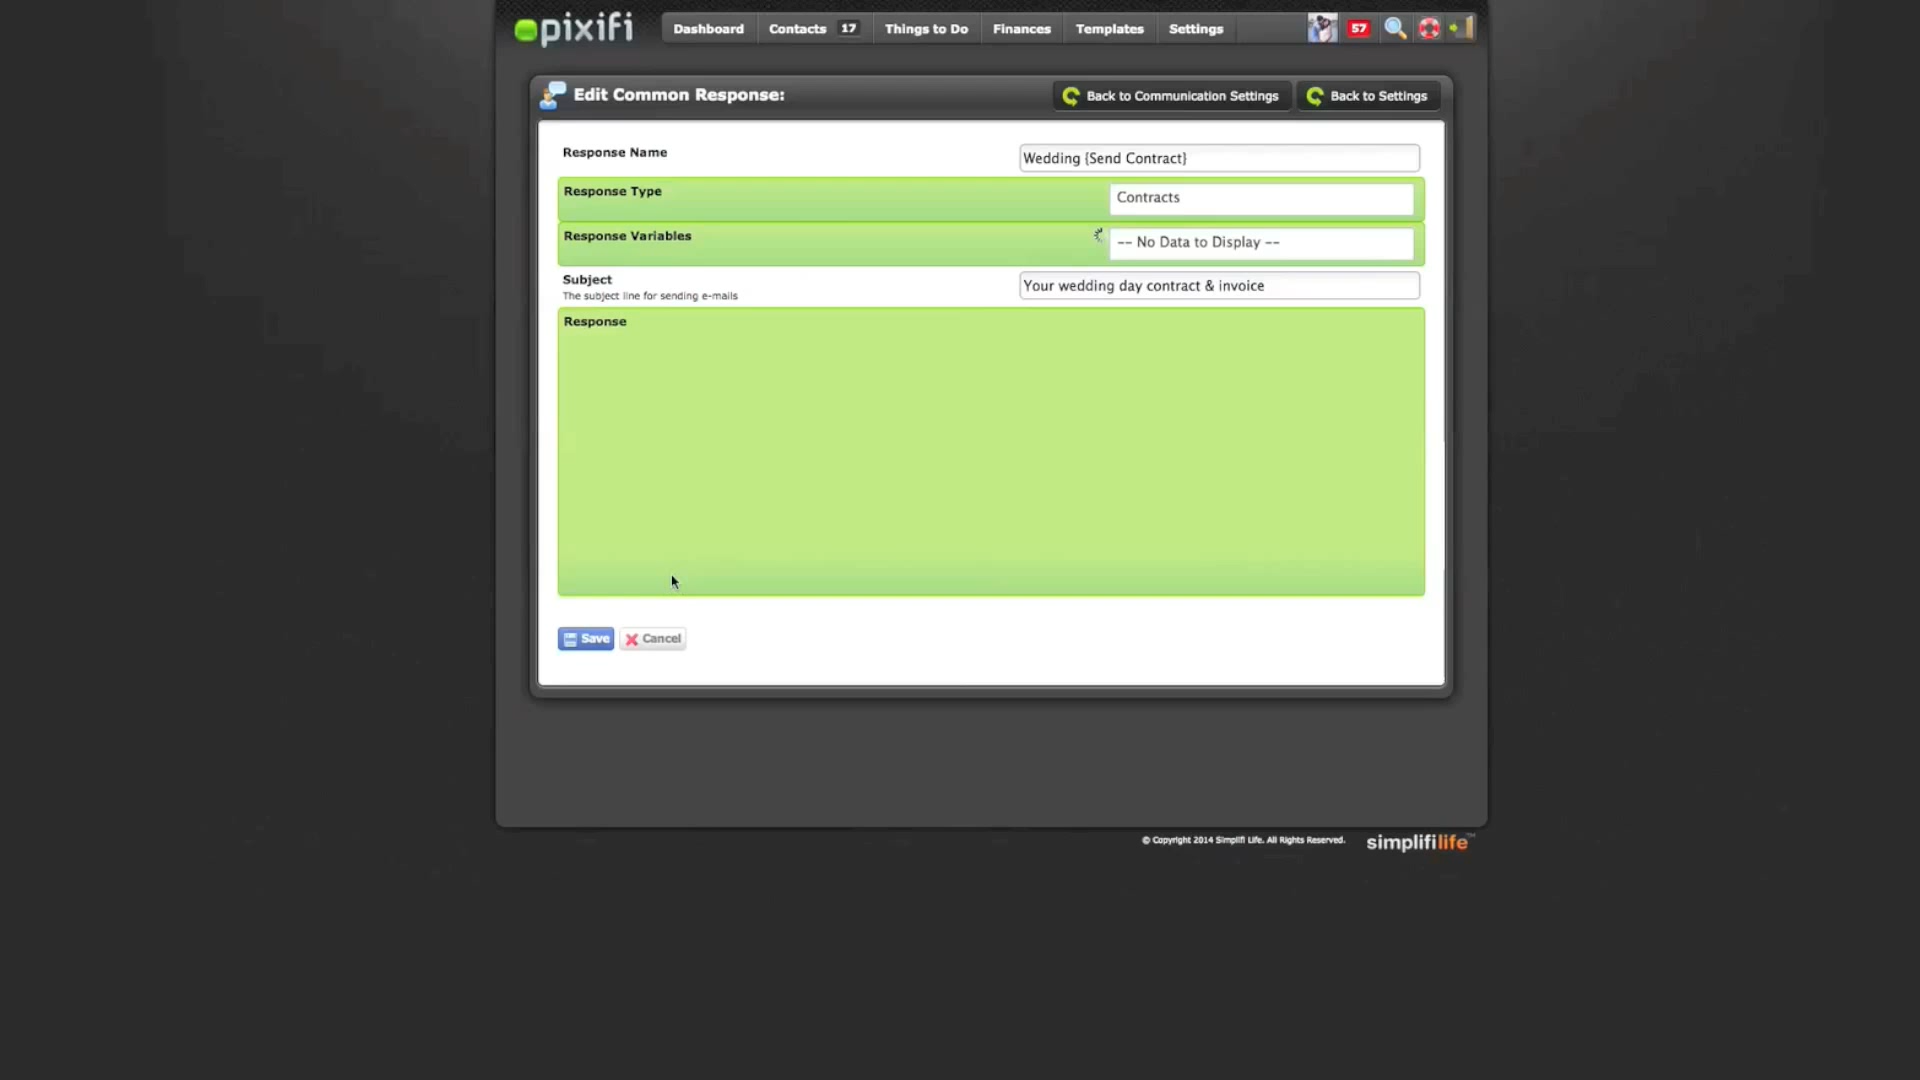 pixifi
Dashboard Contacts 17 Things to Do Finances Templates Settings 57
Edit Common Response: Back to Communication Settings Back to Settings
Response Name Wedding {Send Contract}
Response Type Contracts
Response Variables -- No Data to Display --
Subject Your wedding day contract & invoice
The subject line for sending e-mails
Response
Save Cancel
© Copyright 2014 Simplifi Life. All Rights Reserved. simplifilife™